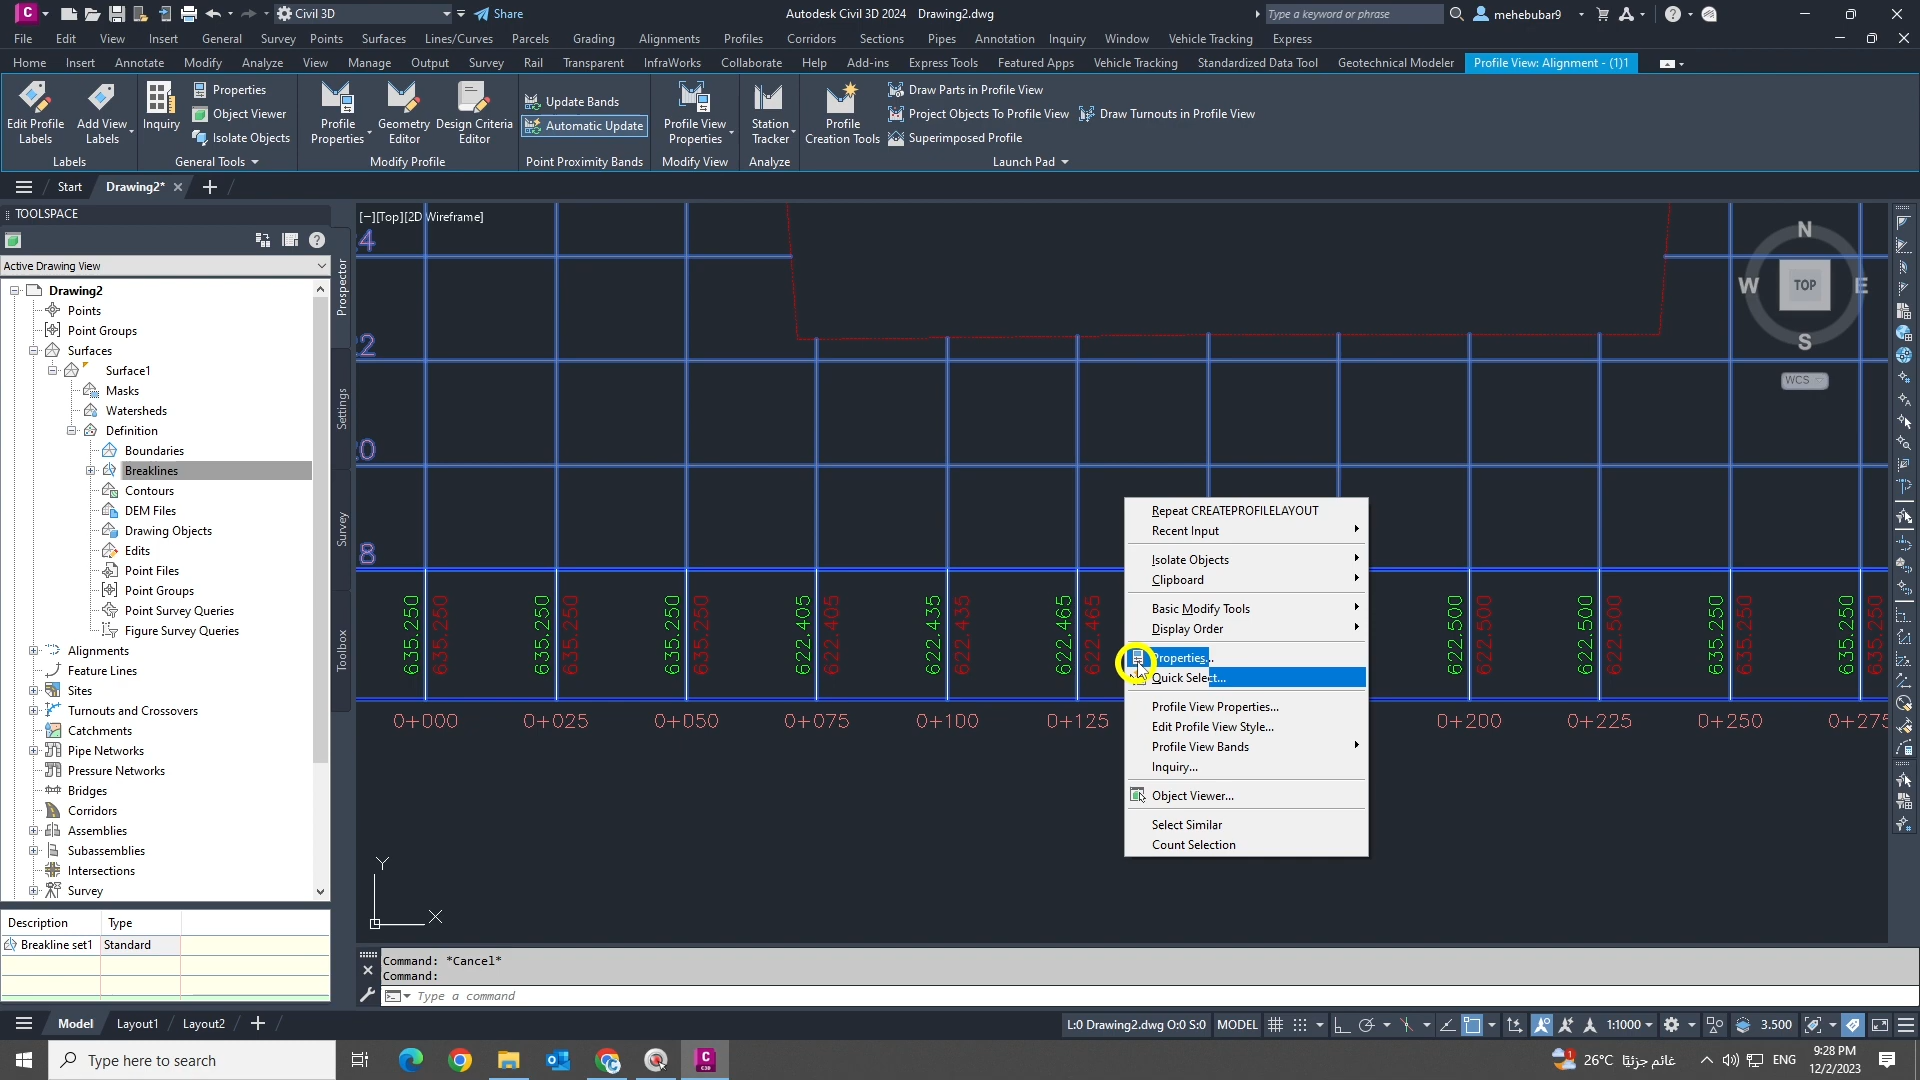 Civil 3D
Share
Autodesk Civil 3D 2024 Drawing2.dwg
Type a keyword or phrase
mehebubar9
File Edit View Insert General Survey Points Surfaces Lines/Curves Parcels Grading Alignments Profiles Corridors Sections Pipes Annotation Inquiry Window Vehicle Tracking Express
Home Insert Annotate Modify Analyze View Manage Output Survey Rail Transparent InfraWorks Collaborate Help Add-ins Express Tools Featured Apps Vehicle Tracking Standardized Data Tool Geotechnical Modeler Profile View: Alignment - (1)1
Edit Profile Labels
Add View Labels
Labels
Inquiry
Properties
Object Viewer
Isolate Objects
General Tools
Profile Properties
Geometry Editor
Design Criteria Editor
Modify Profile
Update Bands
Automatic Update
Point Proximity Bands
Profile View Properties
Modify View
Station Tracker
Analyze
Profile Creation Tools
Draw Parts in Profile View
Project Objects To Profile View
Draw Turnouts in Profile View
Superimposed Profile
Launch Pad
Start
Drawing2*
TOOLSPACE
Active Drawing View
Drawing2
Points
Point Groups
Surfaces
Surface1
Masks
Watersheds
Definition
Boundaries
Breaklines
Contours
DEM Files
Drawing Objects
Edits
Point Files
Point Groups
Point Survey Queries
Figure Survey Queries
Alignments
Feature Lines
Sites
Turnouts and Crossovers
Catchments
Pipe Networks
Pressure Networks
Bridges
Corridors
Assemblies
Subassemblies
Intersections
Survey
Prospector
Settings
Survey
Toolbox
Description Type
Breakline set1 Standard
[−][Top][2D Wireframe]
N
W TOP E
S
WCS
4
2
0
8
635.250 635.250 635.250 635.250 635.250 635.250 622.405 622.405 622.435 622.435 622.465 622.465 622.500 622.500 622.500 622.500 635.250 635.250 635.250 635.250
0+000 0+025 0+050 0+075 0+100 0+125 0+200 0+225 0+250 0+275
Repeat CREATEPROFILELAYOUT
Recent Input
Isolate Objects
Clipboard
Basic Modify Tools
Display Order
Properties...
Quick Select...
Profile View Properties...
Edit Profile View Style...
Profile View Bands
Inquiry...
Object Viewer...
Select Similar
Count Selection
Y
X
Command: *Cancel*
Command:
Type a command
Model Layout1 Layout2
L:0 Drawing2.dwg O:0 S:0 MODEL 1:1000 3.500
Type here to search
C3D
26°C غائم جزئيًا
ENG
9:28 PM
12/2/2023